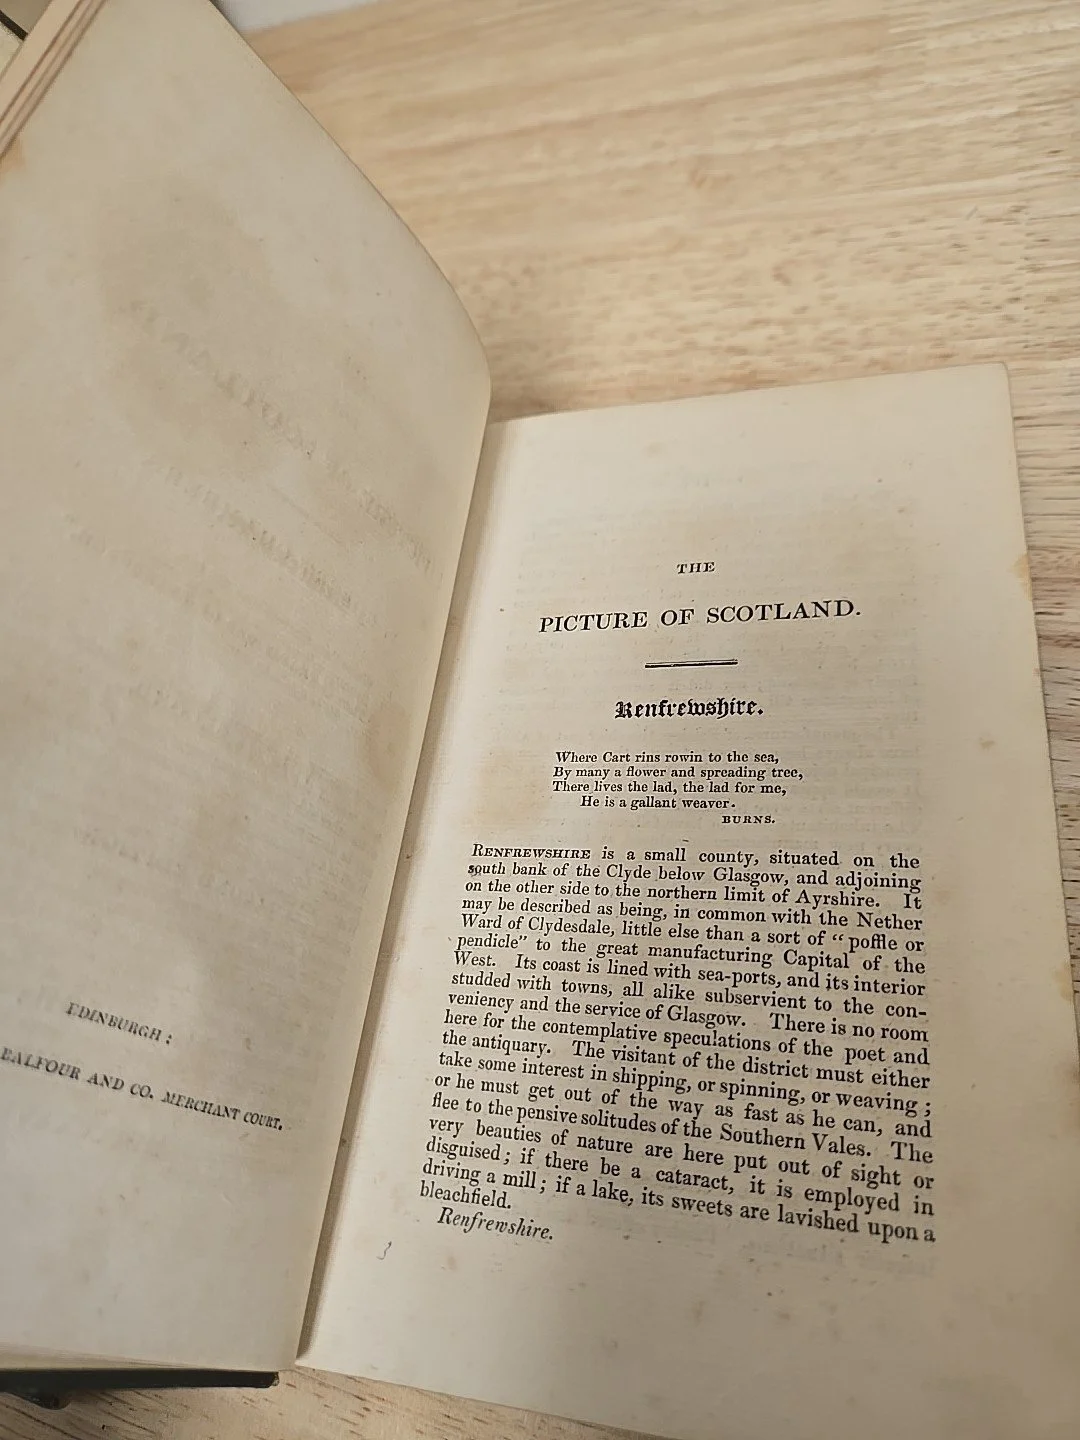 EDINBURGH:
BALFOUR AND CO. MERCHANT COURT.
THE
PICTURE OF SCOTLAND.
Renfrewshire.
Where Cart rins rowin to the sea,
By many a flower and spreading tree,
There lives the lad, the lad for me,
He is a gallant weaver.
BURNS.
RENFREWSHIRE is a small county, situated on the
south bank of the Clyde below Glasgow, and adjoining
on the other side to the northern limit of Ayrshire. It
may be described as being, in common with the Nether
Ward of Clydesdale, little else than a sort of “ poffle or
pendicle” to the great manufacturing Capital of the
West. Its coast is lined with sea-ports, and its interior
studded with towns, all alike subservient to the con-
veniency and the service of Glasgow. There is no room
here for the contemplative speculations of the poet and
the antiquary. The visitant of the district must either
take some interest in shipping, or spinning, or weaving ;
or he must get out of the way as fast as he can, and
flee to the pensive solitudes of the Southern Vales. The
very beauties of nature are here put out of sight or
disguised ; if there be a cataract, it is employed in
driving a mill ; if a lake, its sweets are lavished upon a
bleachfield.
Renfrewshire.